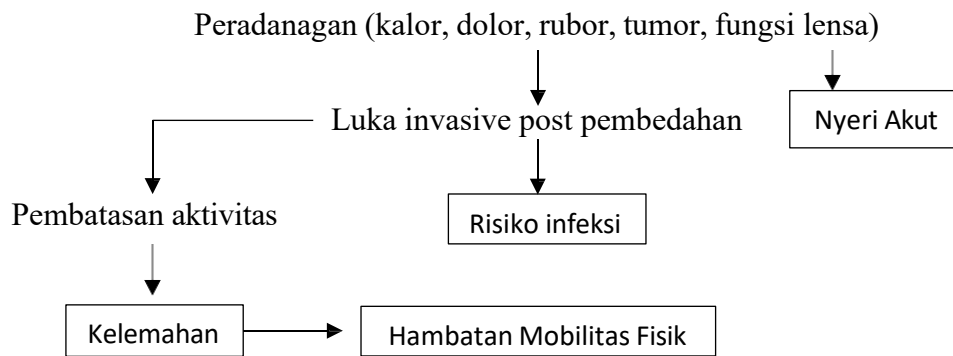 Peradanagan (kalor, dolor, rubor, tumor, fungsi lensa)
Luka invasive post pembedahan
Nyeri Akut
Pembatasan aktivitas
Risiko infeksi
Kelemahan
Hambatan Mobilitas Fisik